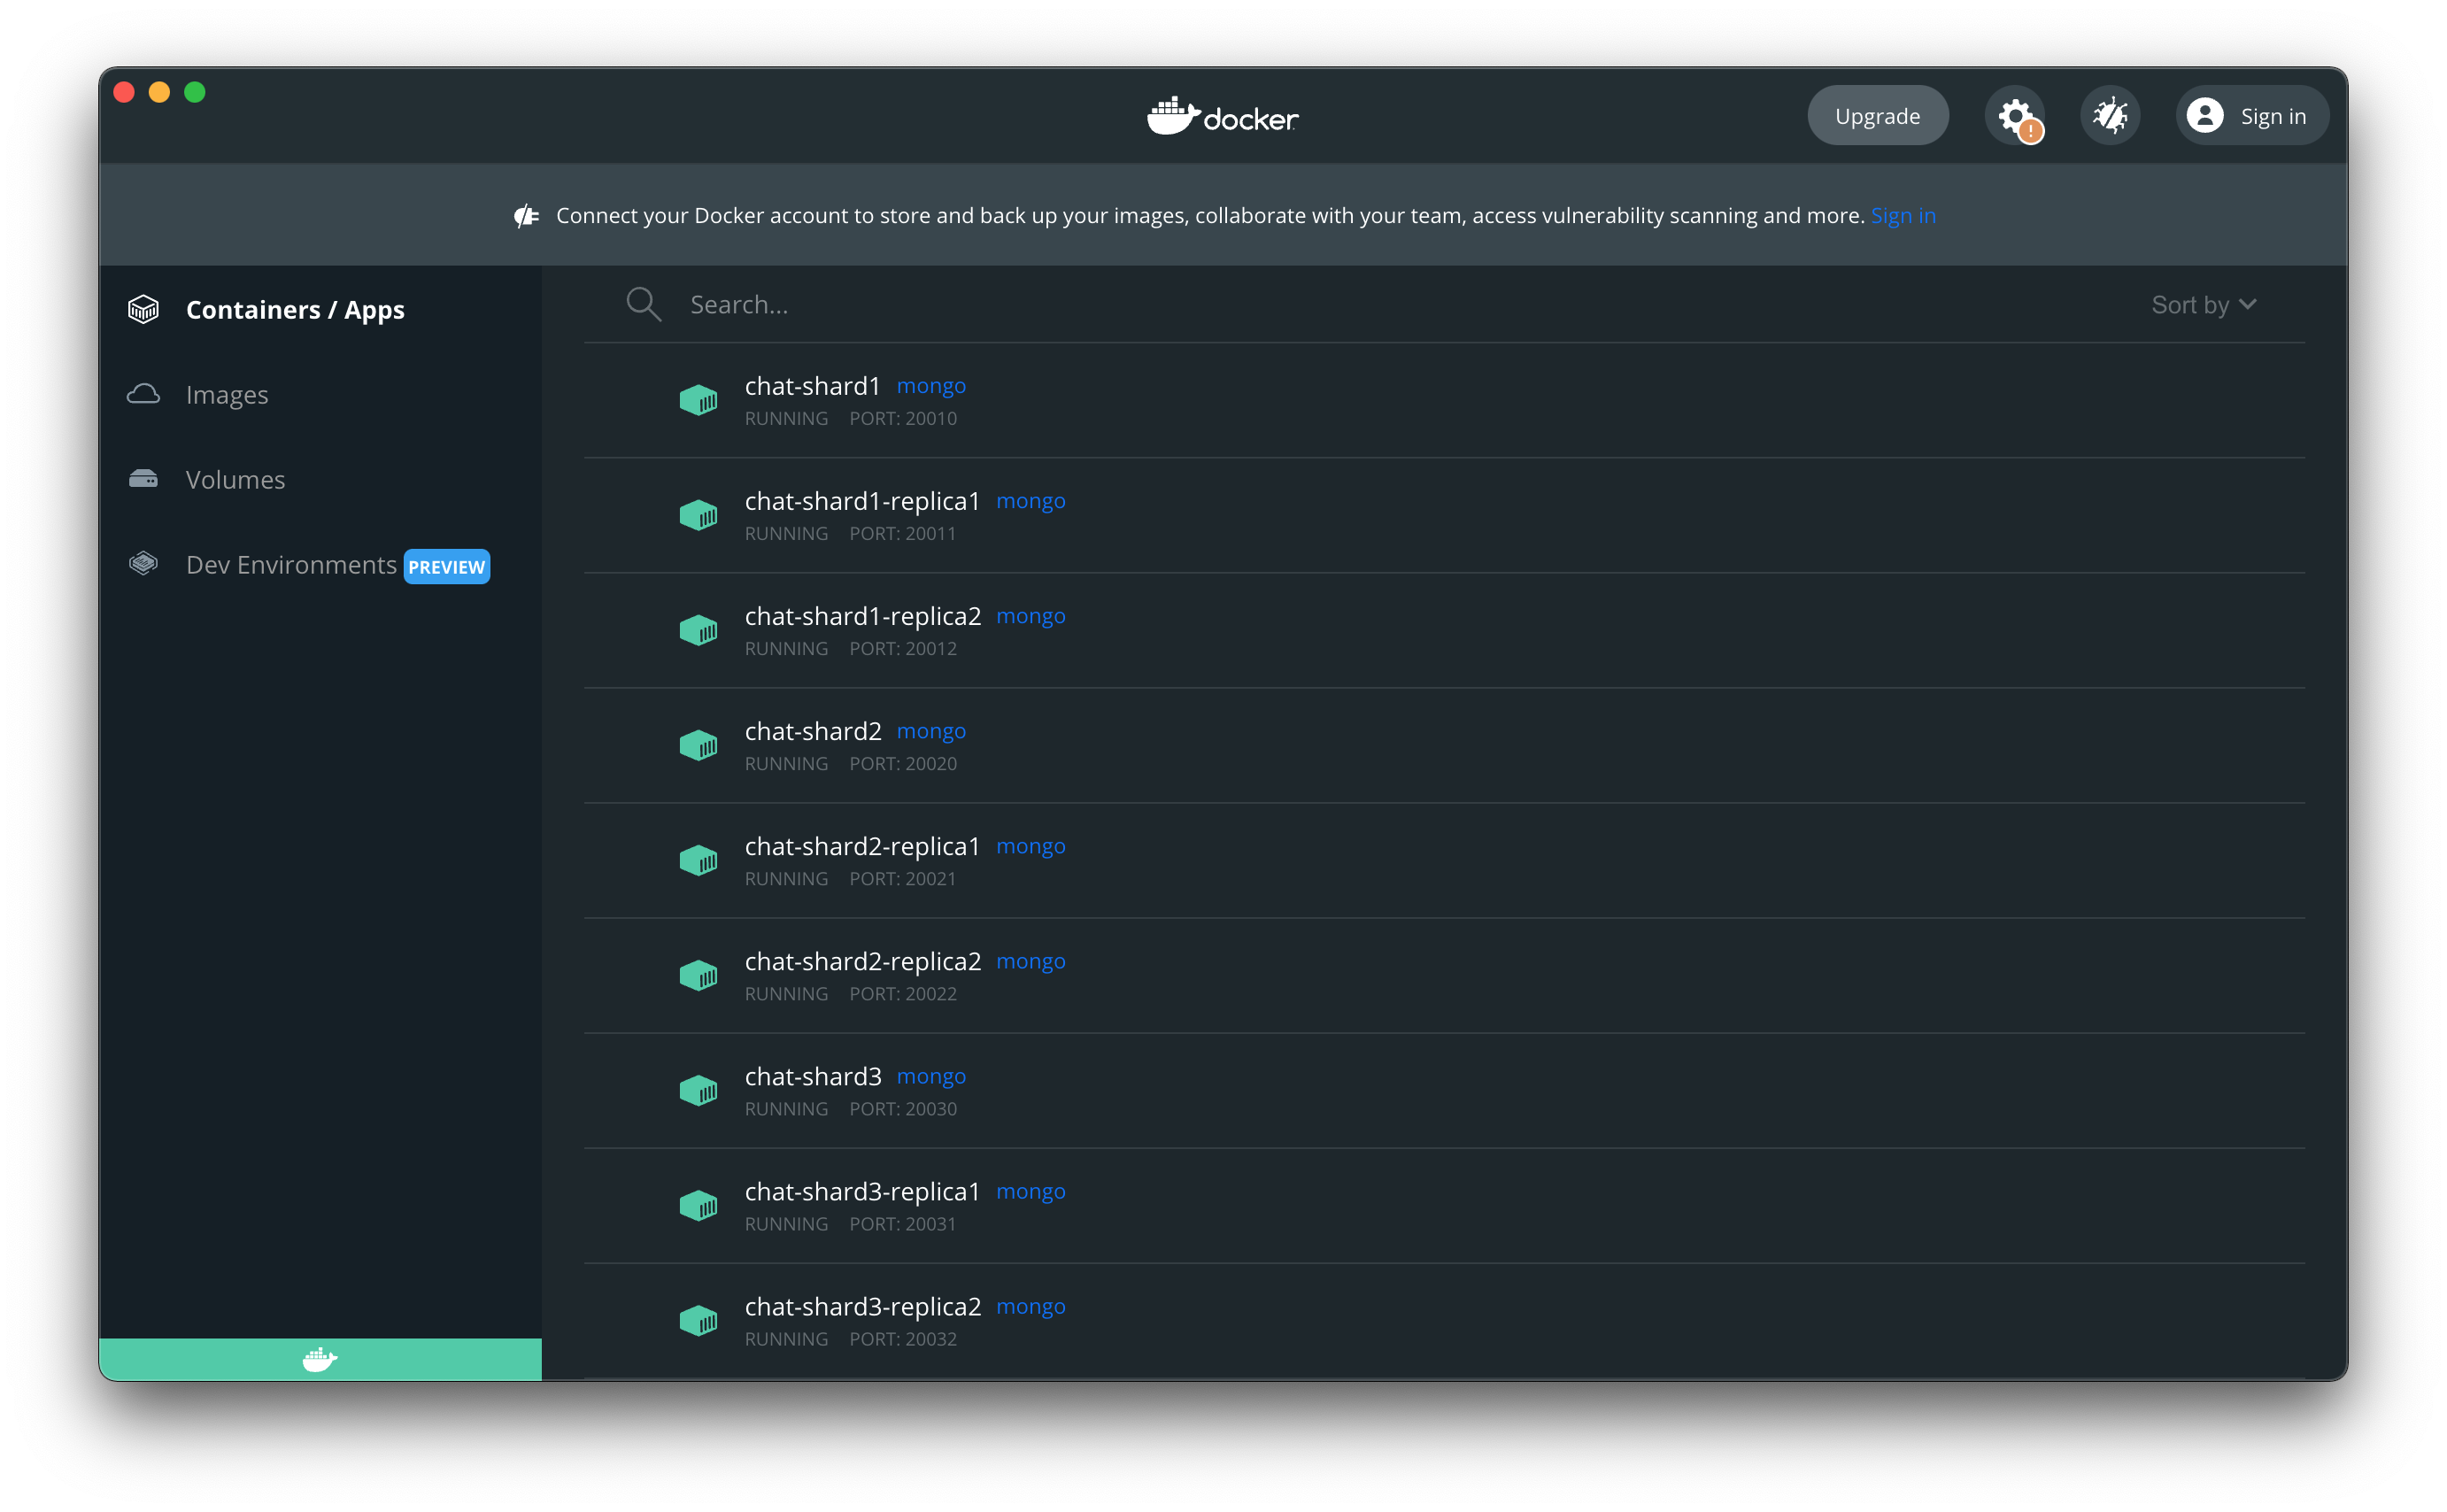 docker
Upgrade
!
Sign in
Connect your Docker account to store and back up your images, collaborate with your team, access vulnerability scanning and more. Sign in
Containers / Apps
Images
Volumes
Dev Environments PREVIEW
Search...
Sort by
chat-shard1 mongo
RUNNING PORT: 20010
chat-shard1-replica1 mongo
RUNNING PORT: 20011
chat-shard1-replica2 mongo
RUNNING PORT: 20012
chat-shard2 mongo
RUNNING PORT: 20020
chat-shard2-replica1 mongo
RUNNING PORT: 20021
chat-shard2-replica2 mongo
RUNNING PORT: 20022
chat-shard3 mongo
RUNNING PORT: 20030
chat-shard3-replica1 mongo
RUNNING PORT: 20031
chat-shard3-replica2 mongo
RUNNING PORT: 20032